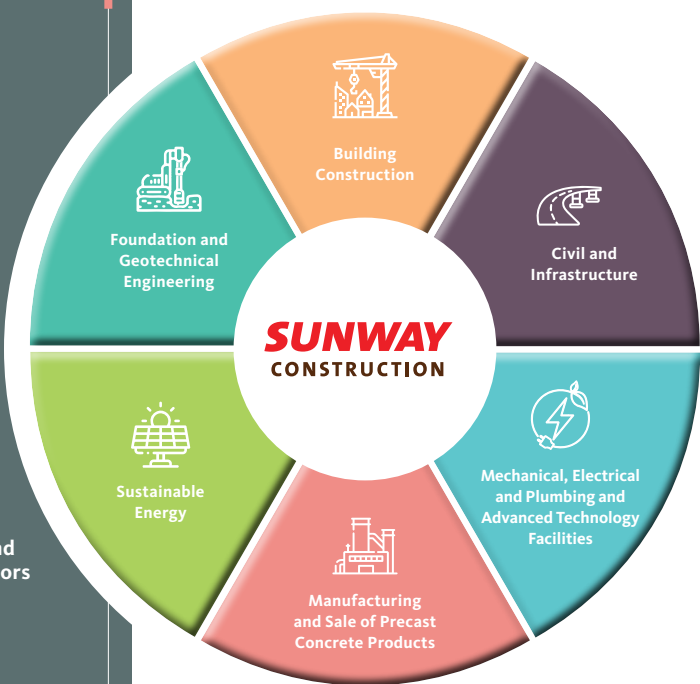 Building
Construction
Civil and
Infrastructure
Mechanical, Electrical
and Plumbing and
Advanced Technology
Facilities
Manufacturing
and Sale of Precast
Concrete Products
Sustainable
Energy
Foundation and
Geotechnical
Engineering
SUNWAY
CONSTRUCTION